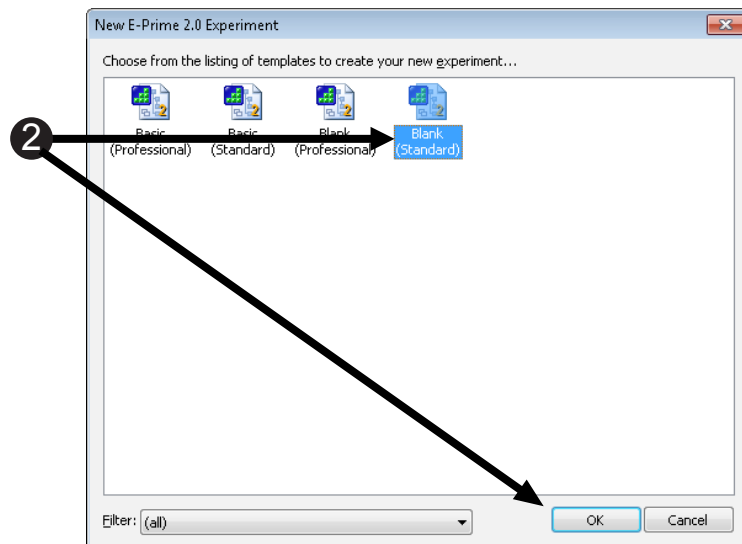 New E-Prime 2.0 Experiment
Choose from the listing of templates to create your new experiment...
2
Basic Basic Blank Blank
(Professional) (Standard) (Professional) (Standard)
Filter: (all) OK Cancel